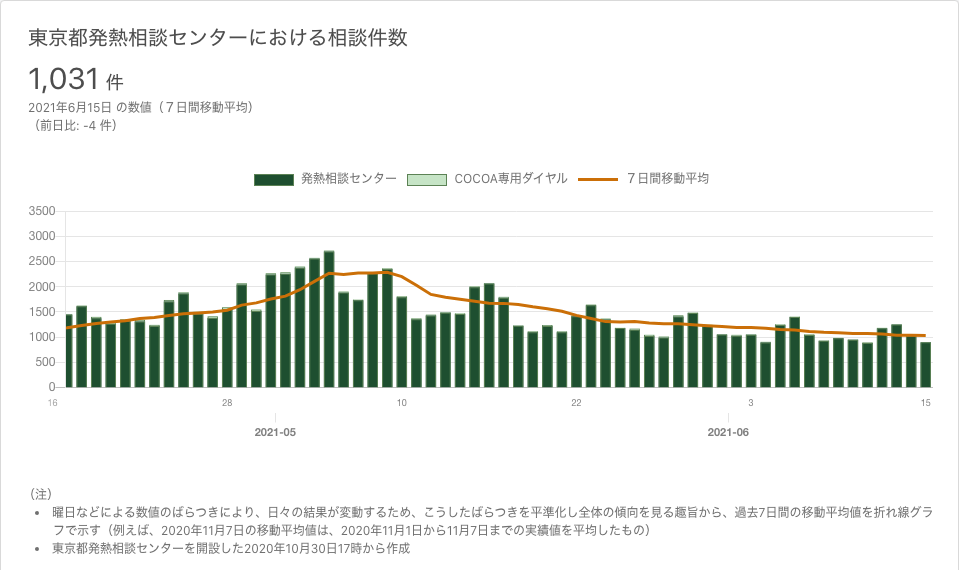 東京都発熱相談センターにおける相談件数
1,031 件
2021年6月15日 の数値（７日間移動平均）
（前日比: -4 件）
発熱相談センター COCOA専用ダイヤル ７日間移動平均
3500
3000
2500
2000
1500
1000
500
0
16 28 10 22 3 15
2021-05 2021-06
（注）
• 曜日などによる数値のばらつきにより、日々の結果が変動するため、こうしたばらつきを平準化し全体の傾向を見る趣旨から、過去7日間の移動平均値を折れ線グラ
フで示す（例えば、2020年11月7日の移動平均値は、2020年11月1日から11月7日までの実績値を平均したもの）
• 東京都発熱相談センターを開設した2020年10月30日17時から作成